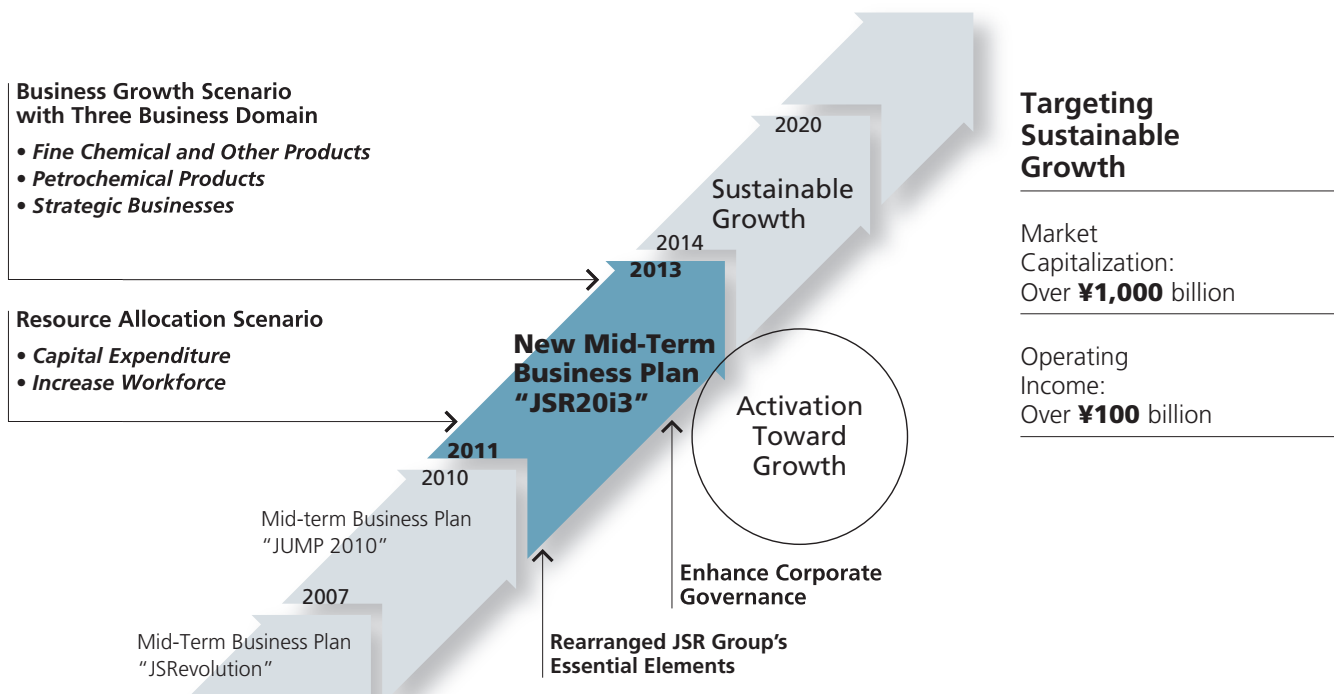 Business Growth Scenario
with Three Business Domain
• Fine Chemical and Other Products
• Petrochemical Products
• Strategic Businesses
Resource Allocation Scenario
• Capital Expenditure
• Increase Workforce
2020
Sustainable
Growth
2014
2013
New Mid-Term
Business Plan
“JSR20i3”
2011
2010
Mid-term Business Plan
“JUMP 2010”
2007
Mid-Term Business Plan
“JSRevolution”
Activation
Toward
Growth
Enhance Corporate
Governance
Rearranged JSR Group’s
Essential Elements
Targeting
Sustainable
Growth
Market
Capitalization:
Over ¥1,000 billion
Operating
Income:
Over ¥100 billion